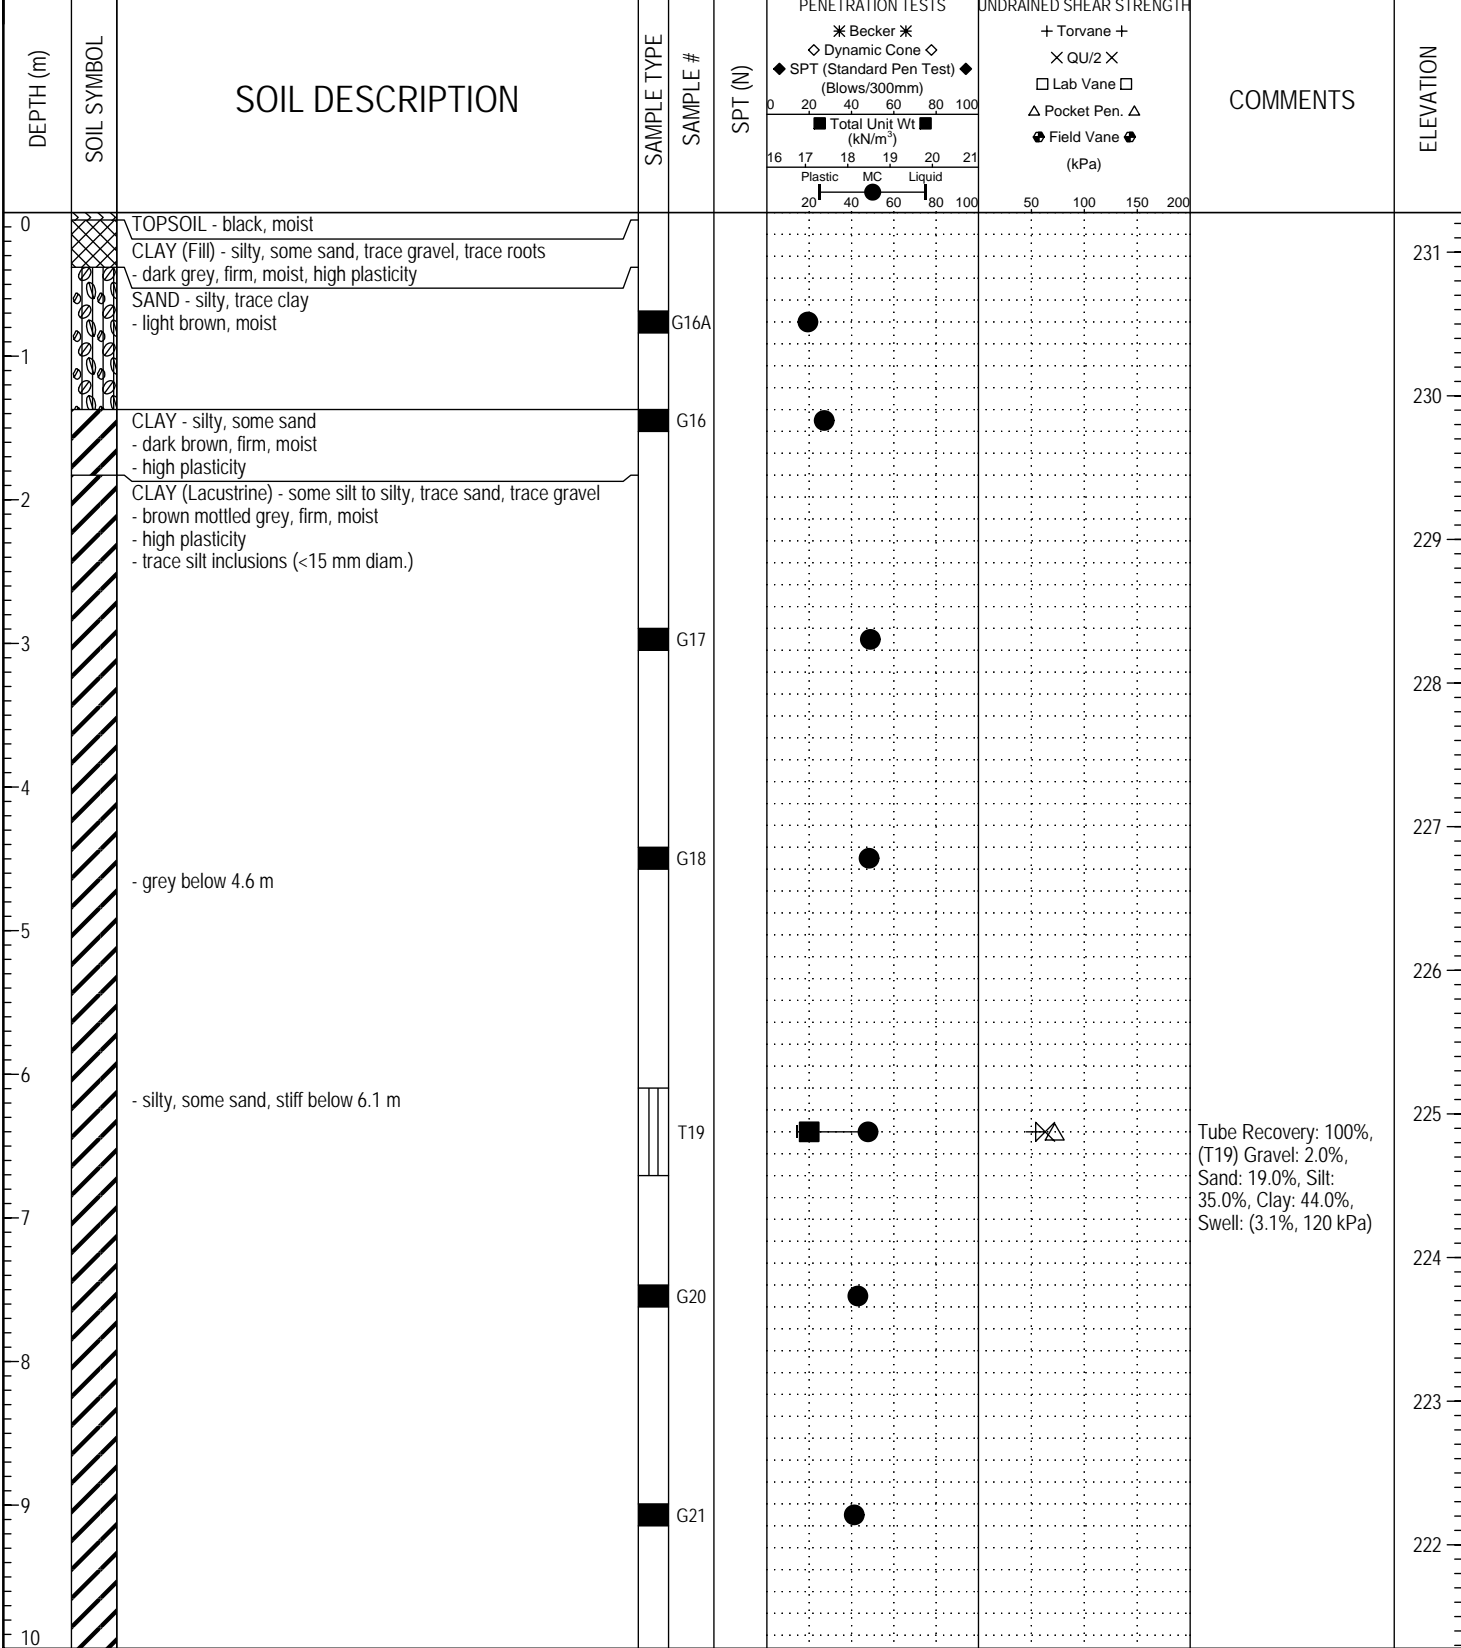 DEPTH (m)
SOIL SYMBOL
SOIL DESCRIPTION
SAMPLE TYPE
SAMPLE #
SPT (N)
PENETRATION TESTS
✳ Becker ✳
◇ Dynamic Cone ◇
◆ SPT (Standard Pen Test) ◆
(Blows/300mm)
0 20 40 60 80 100
■ Total Unit Wt ■
(kN/m³)
16 17 18 19 20 21
Plastic MC Liquid
20 40 60 80 100
UNDRAINED SHEAR STRENGTH
+ Torvane +
× QU/2 ×
□ Lab Vane □
△ Pocket Pen. △
Field Vane
(kPa)
50 100 150 200
COMMENTS
ELEVATION
0
1
2
3
4
5
6
7
8
9
10
TOPSOIL - black, moist
CLAY (Fill) - silty, some sand, trace gravel, trace roots
- dark grey, firm, moist, high plasticity
SAND - silty, trace clay
- light brown, moist
CLAY - silty, some sand
- dark brown, firm, moist
- high plasticity
CLAY (Lacustrine) - some silt to silty, trace sand, trace gravel
- brown mottled grey, firm, moist
- high plasticity
- trace silt inclusions (<15 mm diam.)
- grey below 4.6 m
- silty, some sand, stiff below 6.1 m
G16A
G16
G17
G18
T19
G20
G21
Tube Recovery: 100%,
(T19) Gravel: 2.0%,
Sand: 19.0%, Silt:
35.0%, Clay: 44.0%,
Swell: (3.1%, 120 kPa)
231
230
229
228
227
226
225
224
223
222